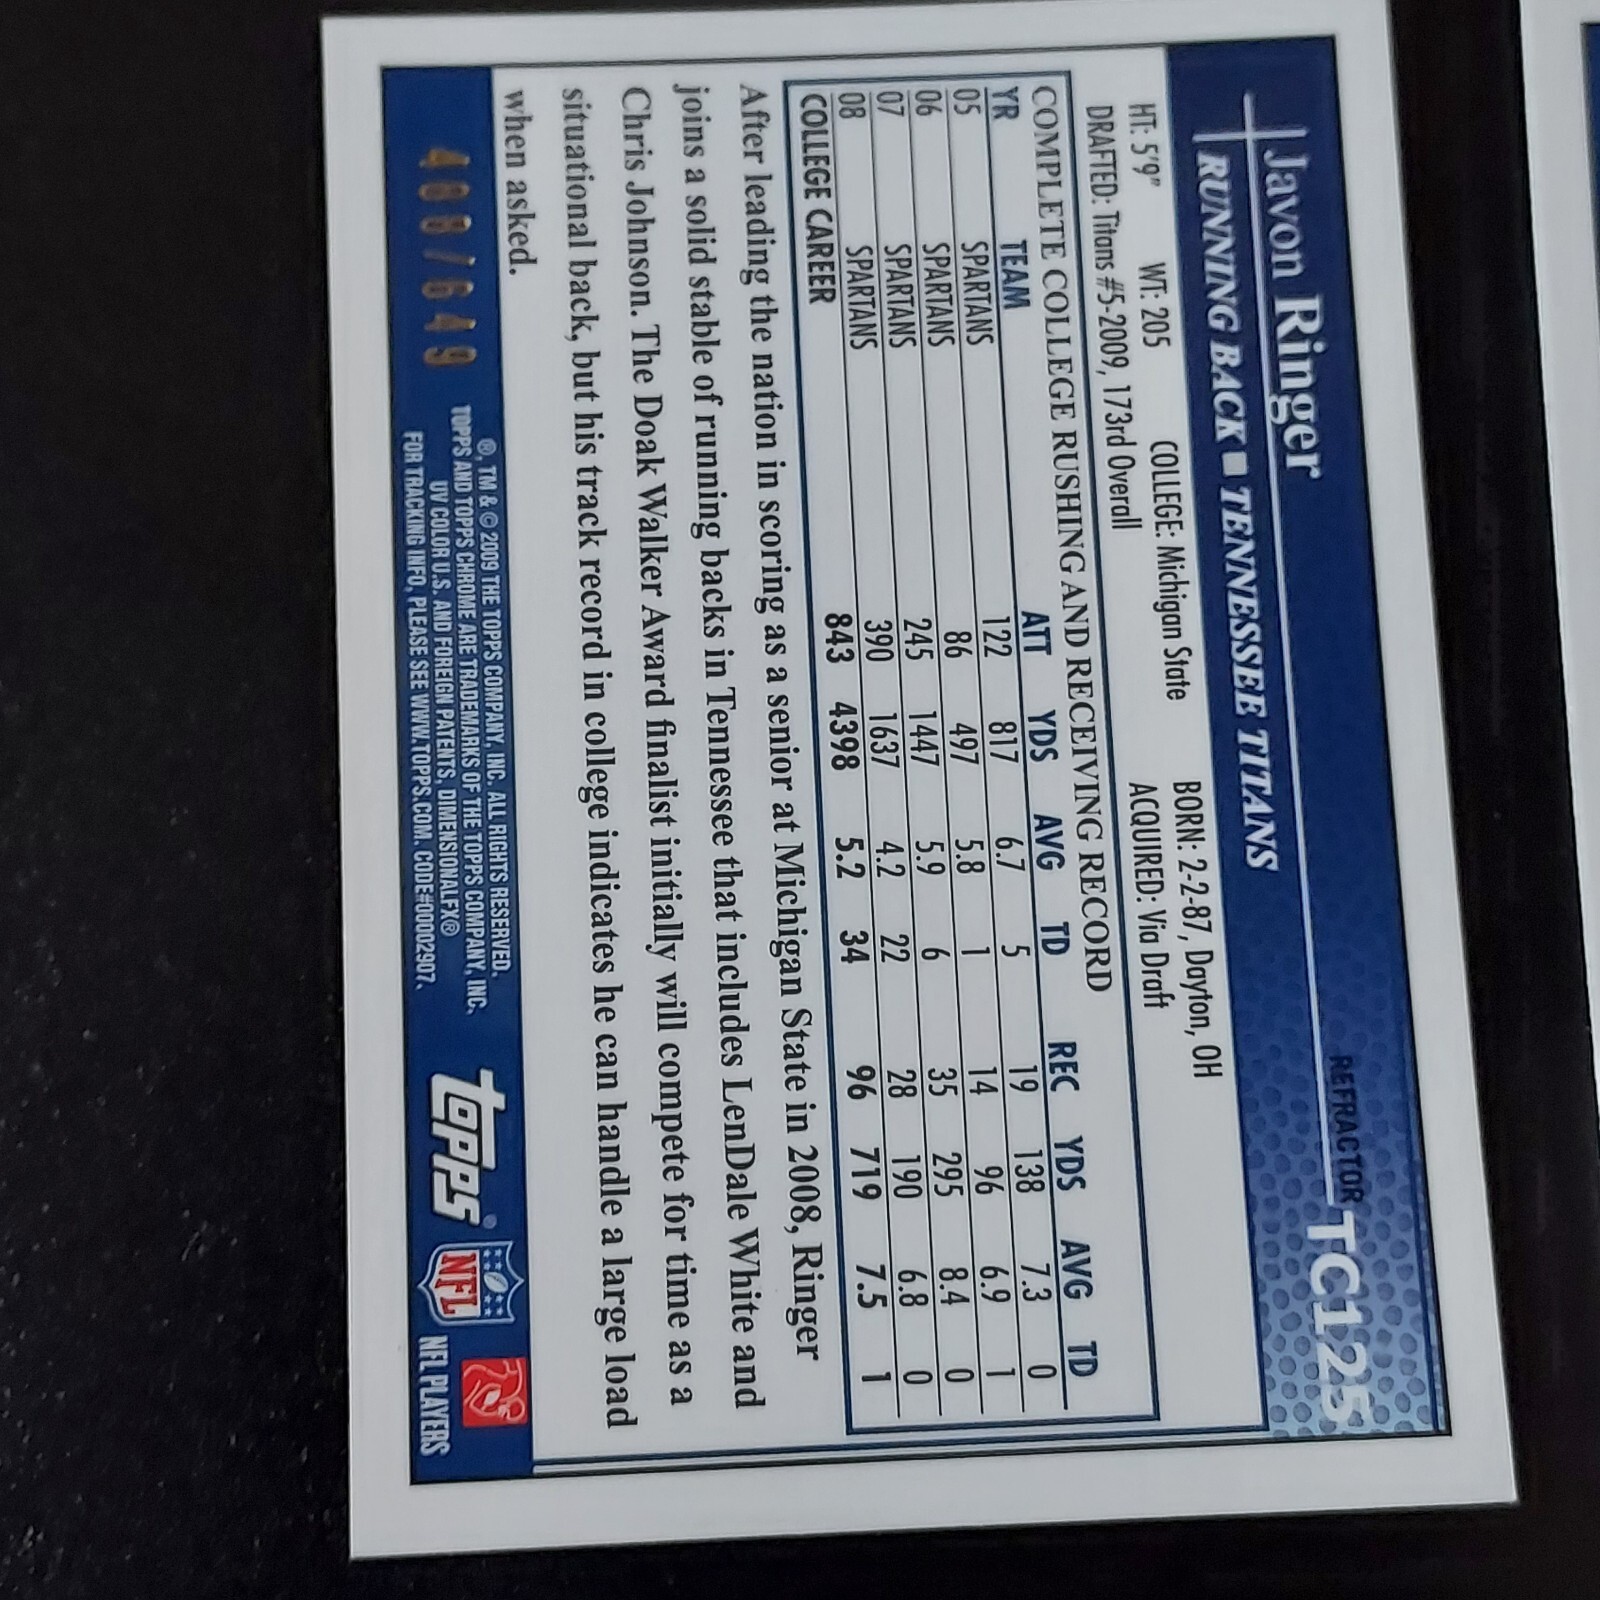 REFRACTOR TC125
Javon Ringer
RUNNING BACK ■ TENNESSEE TITANS
HT: 5'9" WT: 205 COLLEGE: Michigan State BORN: 2-2-87, Dayton, OH
DRAFTED: Titans #5-2009, 173rd Overall ACQUIRED: Via Draft
COMPLETE COLLEGE RUSHING AND RECEIVING RECORD
YR TEAM ATT YDS AVG TD REC YDS AVG TD
05 SPARTANS 122 817 6.7 5 19 138 7.3 0
06 SPARTANS 86 497 5.8 1 14 96 6.9 1
07 SPARTANS 245 1447 5.9 6 35 295 8.4 0
08 SPARTANS 390 1637 4.2 22 28 190 6.8 0
COLLEGE CAREER 843 4398 5.2 34 96 719 7.5 1
After leading the nation in scoring as a senior at Michigan State in 2008, Ringer
joins a solid stable of running backs in Tennessee that includes LenDale White and
Chris Johnson. The Doak Walker Award finalist initially will compete for time as a
situational back, but his track record in college indicates he can handle a large load
when asked.
®, TM & © 2009 THE TOPPS COMPANY, INC. ALL RIGHTS RESERVED.
TOPPS AND TOPPS CHROME ARE TRADEMARKS OF THE TOPPS COMPANY, INC.
UV COLOR U.S. AND FOREIGN PATENTS, DIMENSIONALFX®
FOR TRACKING INFO, PLEASE SEE WWW.TOPPS.COM. CODE#00002907.
topps®
NFL
NFL PLAYERS